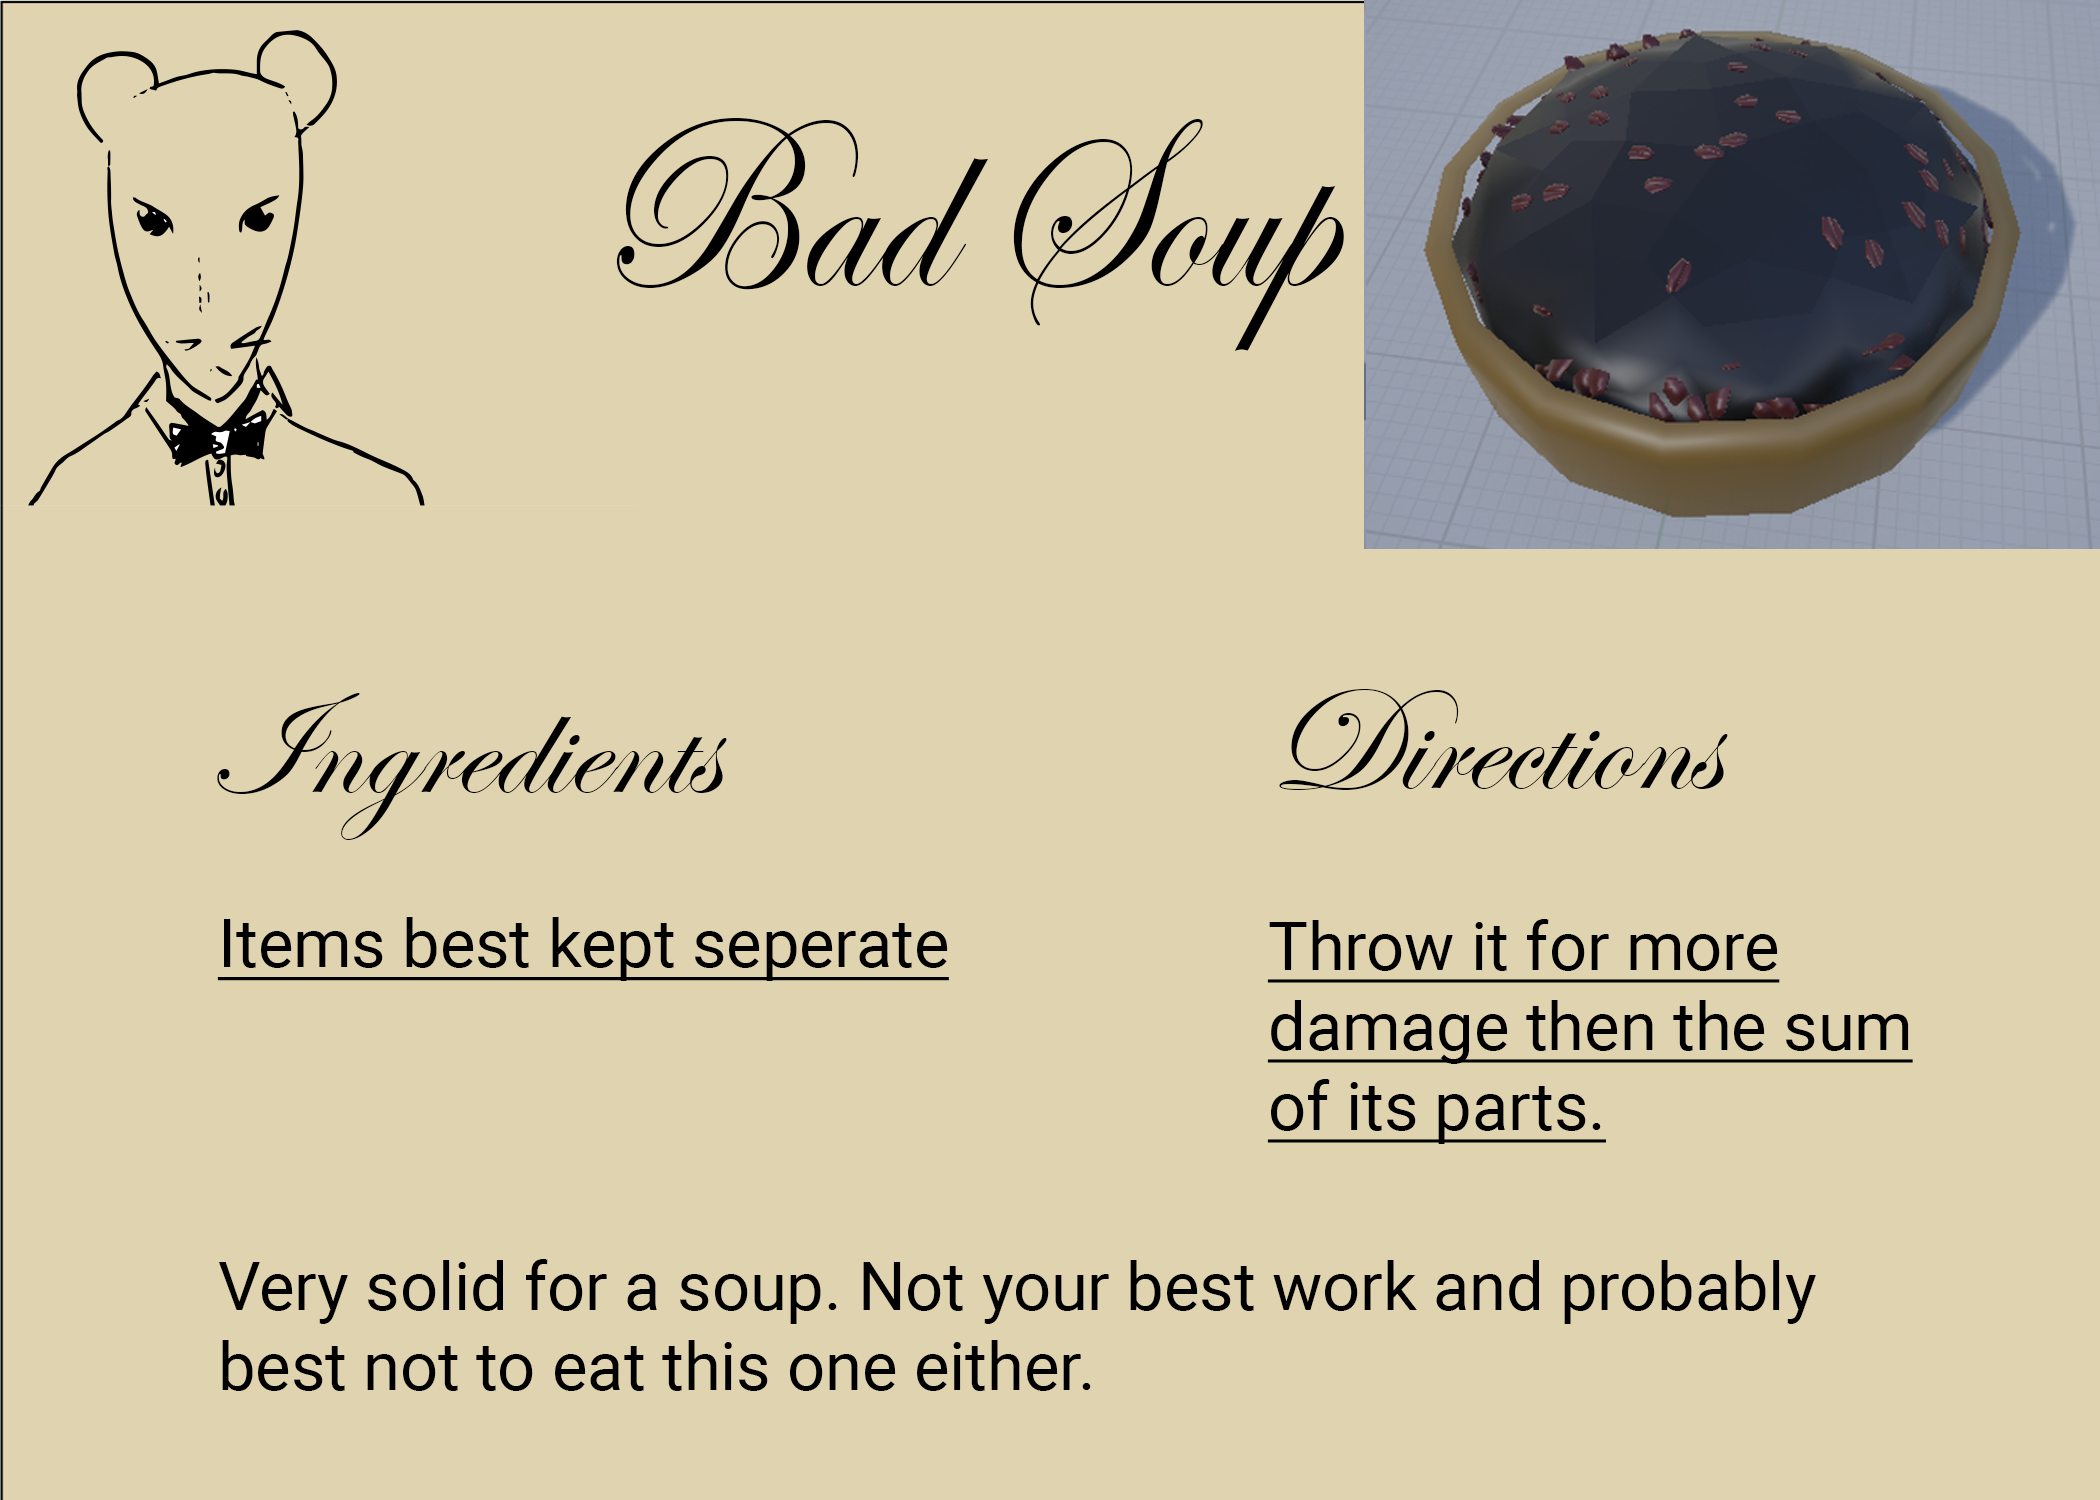 Bad Soup
Ingredients
Items best kept seperate
Directions
Throw it for more
damage then the sum
of its parts.
Very solid for a soup. Not your best work and probably
best not to eat this one either.